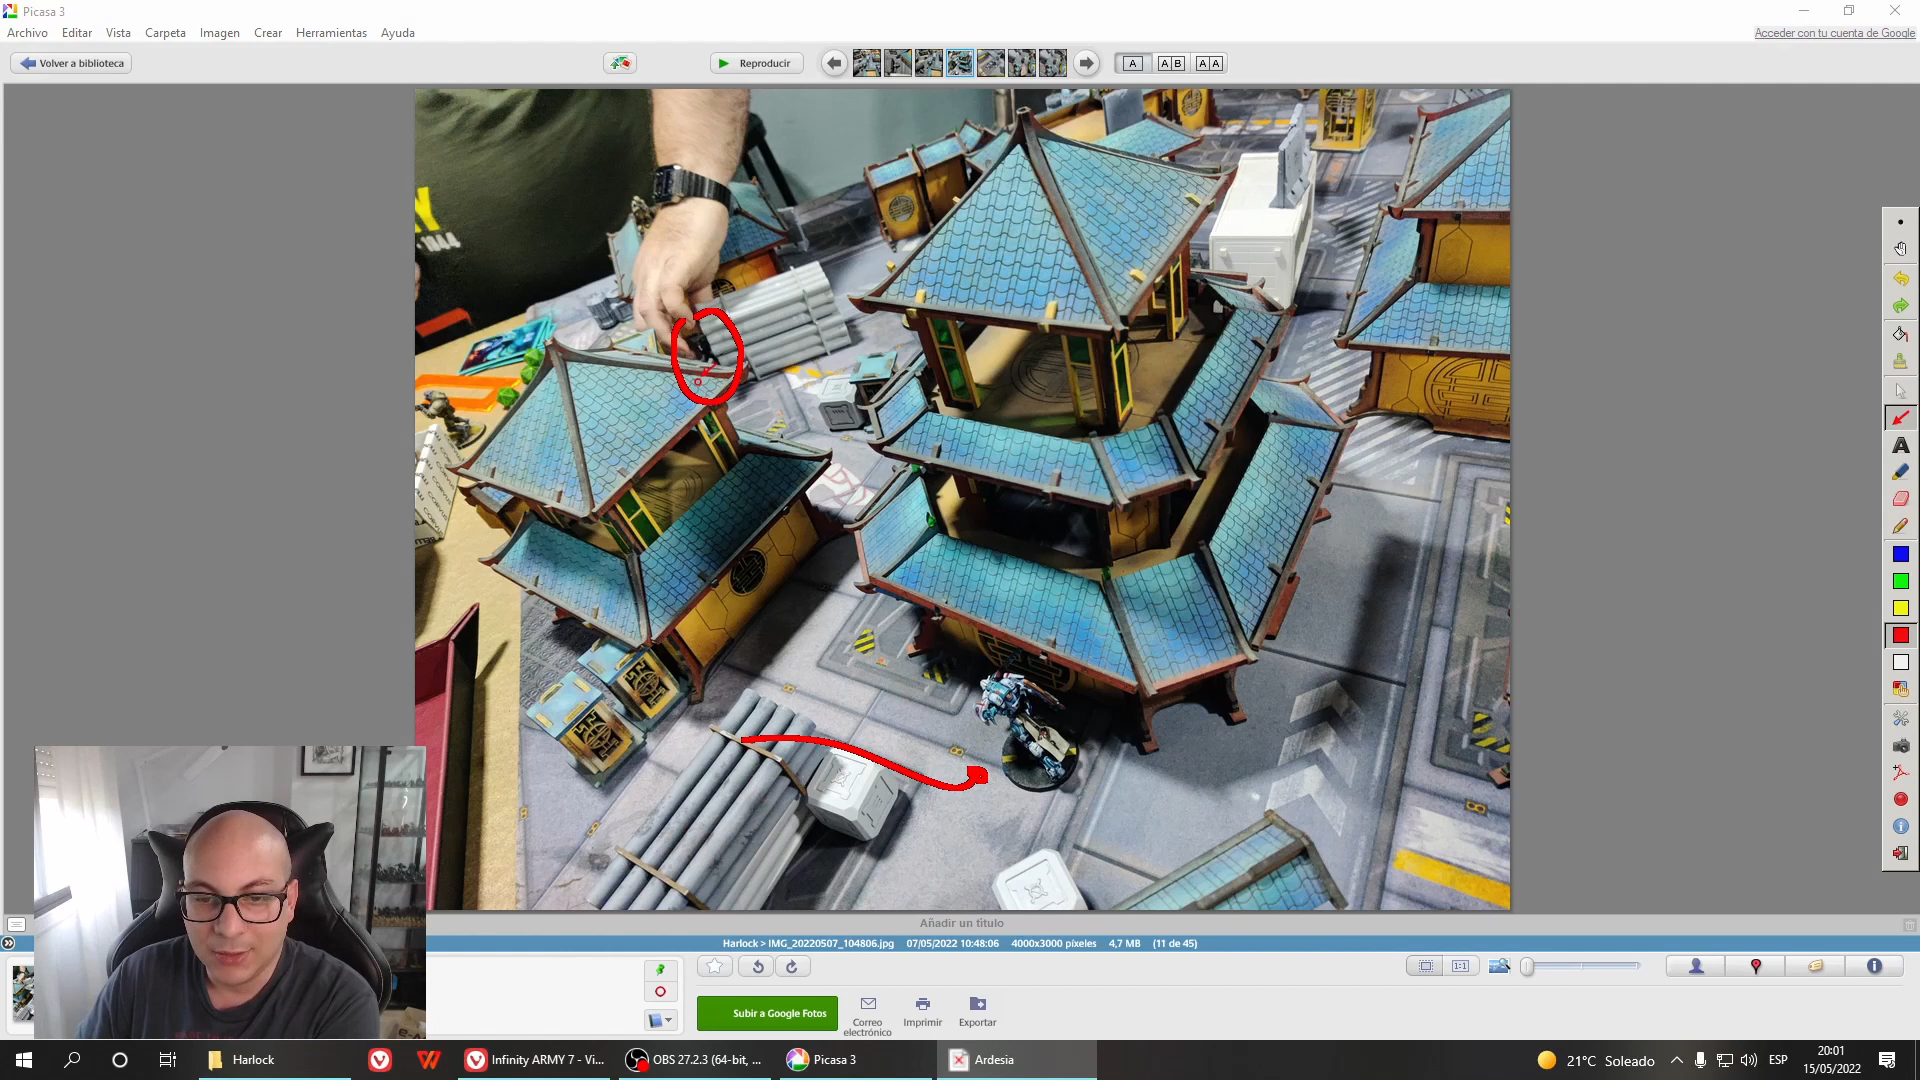 Picasa 3
Archivo Editar Vista Carpeta Imagen Crear Herramientas Ayuda
Acceder con tu cuenta de Google
Volver a biblioteca
Reproducir
A
A B
A A
Y
1944
A
Añadir un título
Harlock > IMG_20220507_104806.jpg 07/05/2022 10:48:06 4000x3000 píxeles 4,7 MB (11 de 45)
1:1
Subir a Google Fotos
Correo electrónico
Imprimir
Exportar
Harlock
Infinity ARMY 7 - Vi...
OBS 27.2.3 (64-bit, ...
Picasa 3
Ardesia
21°C Soleado
ESP
20:01
15/05/2022